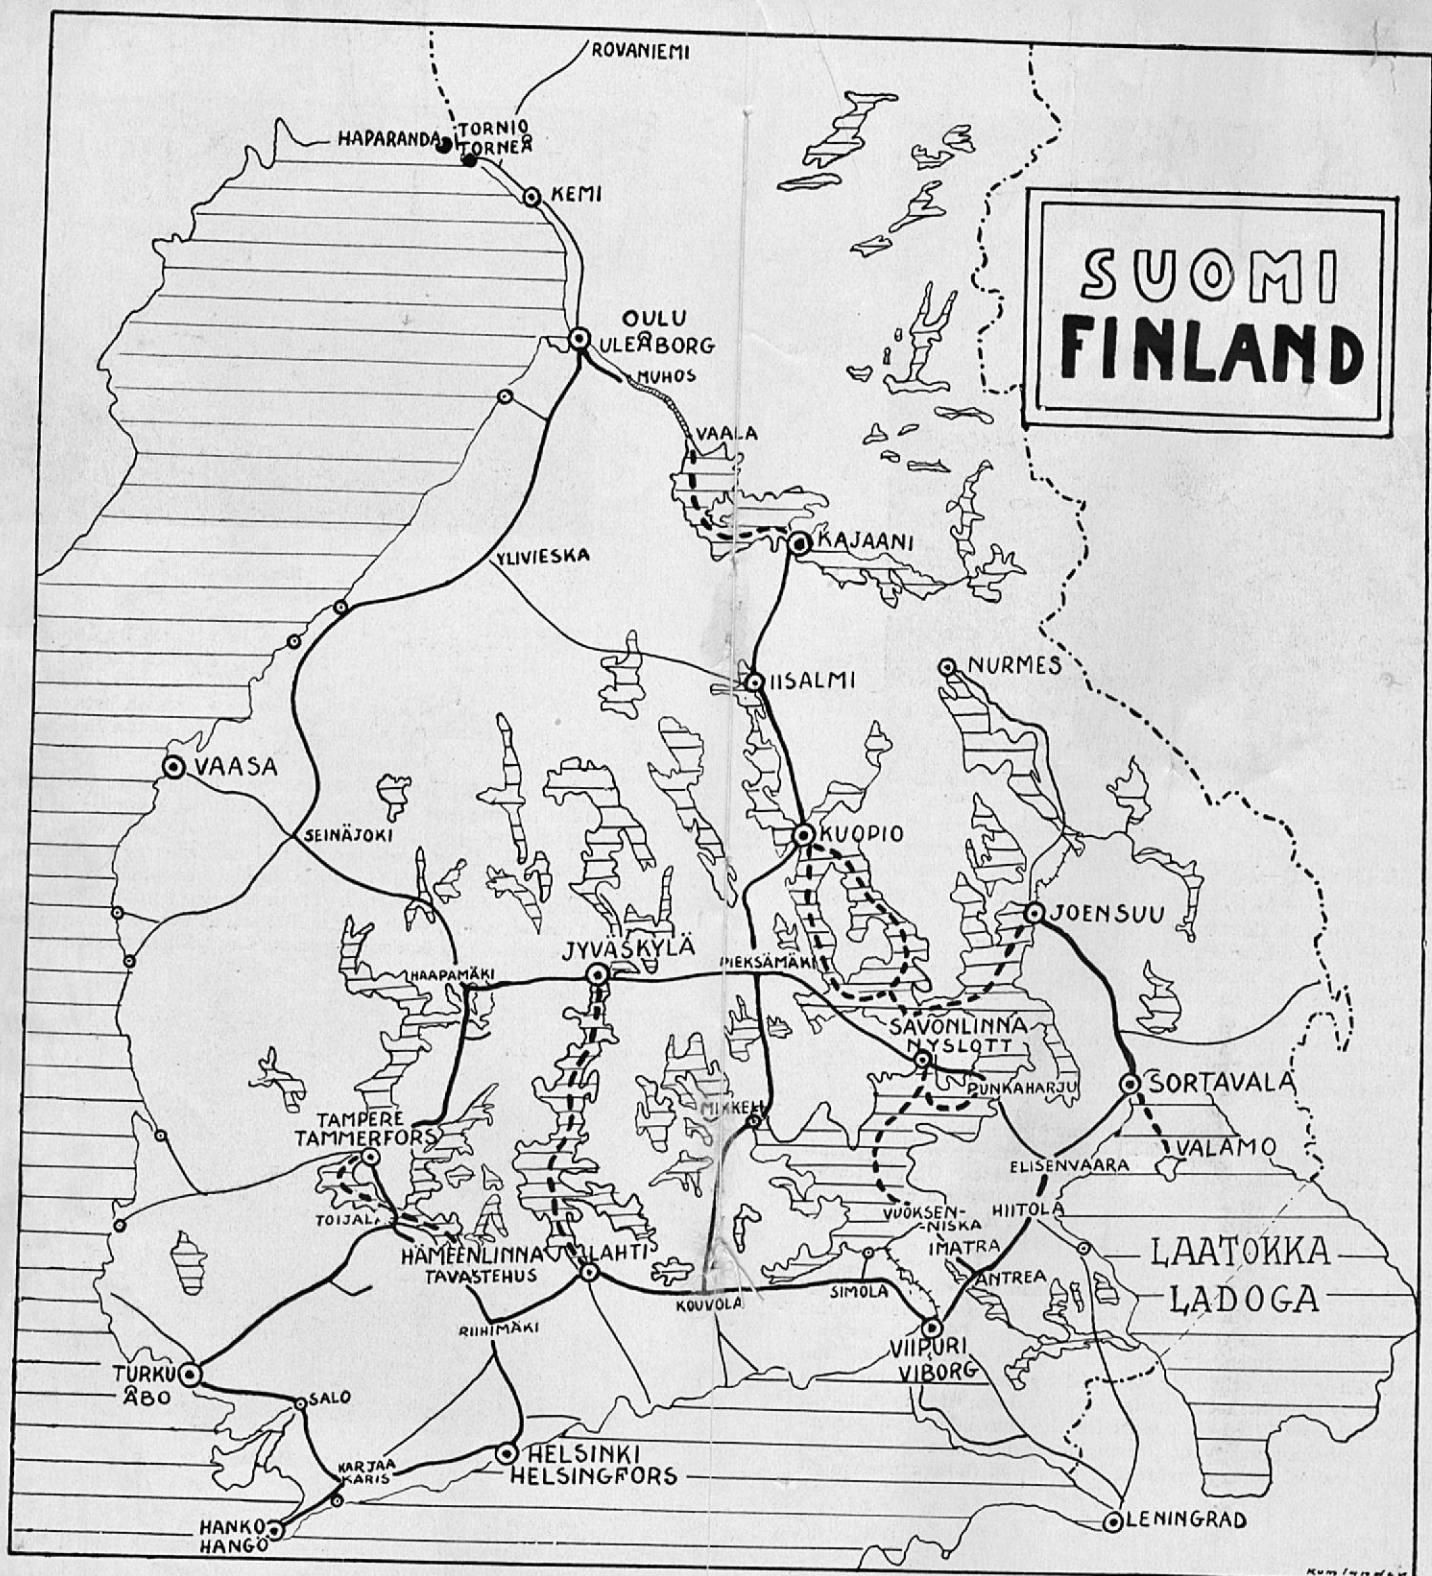 ROVANIEMI
HAPARANDA
TORNIO
TORNEÅ
KEMI
SUOMI
FINLAND
OULU
ULEÅBORG
MUHOS
VAALA
KAJAANI
YLIVIESKA
IISALMI
NURMES
VAASA
SEINÄJOKI
KUOPIO
JOENSUU
JYVÄSKYLÄ
PIEKSÄMÄKI
HAAPAMÄKI
SAVONLINNA
NYSLOTT
PUNKAHARJU
SORTAVALA
MIKKELI
TAMPERE
TAMMERFORS
VALAMO
ELISENVAARA
TOIJALA
VUOKSEN-
-NISKA
HIITOLA
IMATRA
HÄMEENLINNA
TAVASTEHUS
LAHTI
ANTREA
SIMOLA
KOUVOLA
LAATOKKA
LADOGA
RIIHIMÄKI
VIIPURI
VIBORG
TURKU
ÅBO
SALO
HELSINKI
HELSINGFORS
KARJAA
KARIS
HANKO
HANGÖ
LENINGRAD